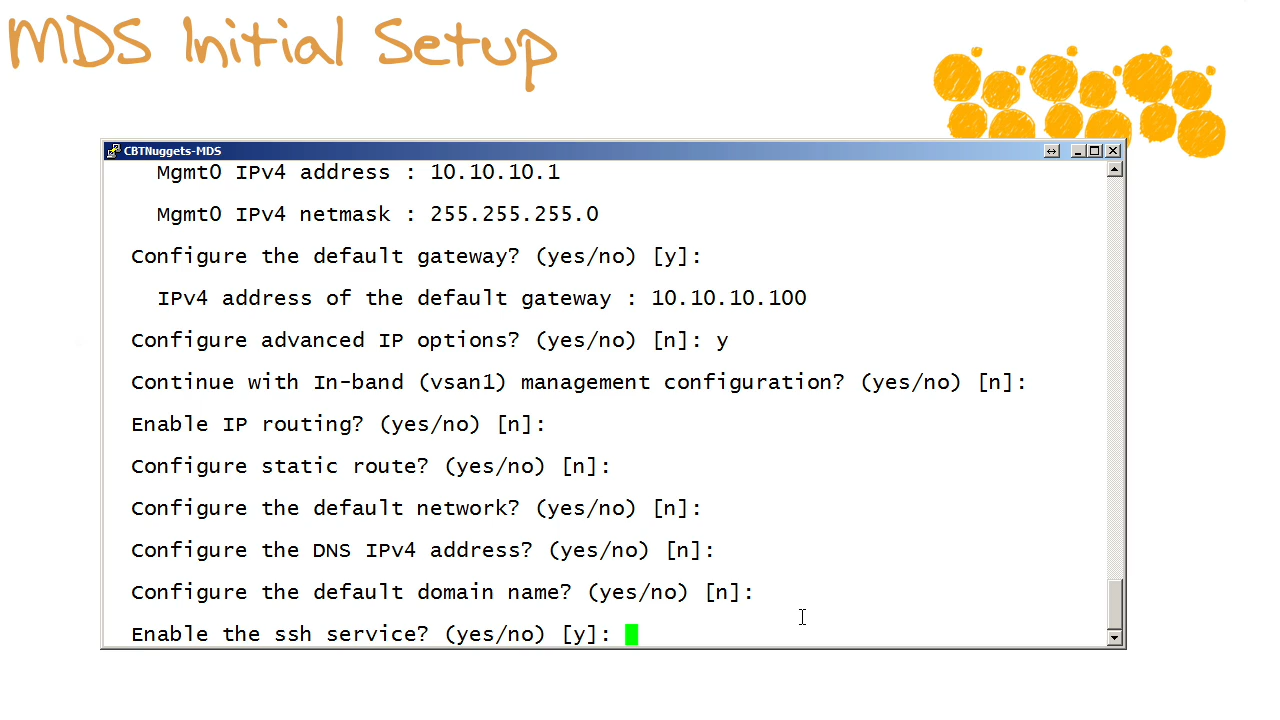 MDS Initial Setup
CBTNuggets-MDS
Mgmt0 IPv4 address : 10.10.10.1
Mgmt0 IPv4 netmask : 255.255.255.0
Configure the default gateway? (yes/no) [y]:
IPv4 address of the default gateway : 10.10.10.100
Configure advanced IP options? (yes/no) [n]: y
Continue with In-band (vsan1) management configuration? (yes/no) [n]:
Enable IP routing? (yes/no) [n]:
Configure static route? (yes/no) [n]:
Configure the default network? (yes/no) [n]:
Configure the DNS IPv4 address? (yes/no) [n]:
Configure the default domain name? (yes/no) [n]:
Enable the ssh service? (yes/no) [y]: